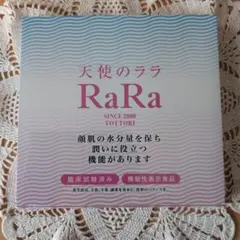 天使のララ
RaRa
SINCE 2000
TOTTORI
顔肌の水分量を保ち
潤いに役立つ
機能があります
臨床試験済み
機能性表示食品